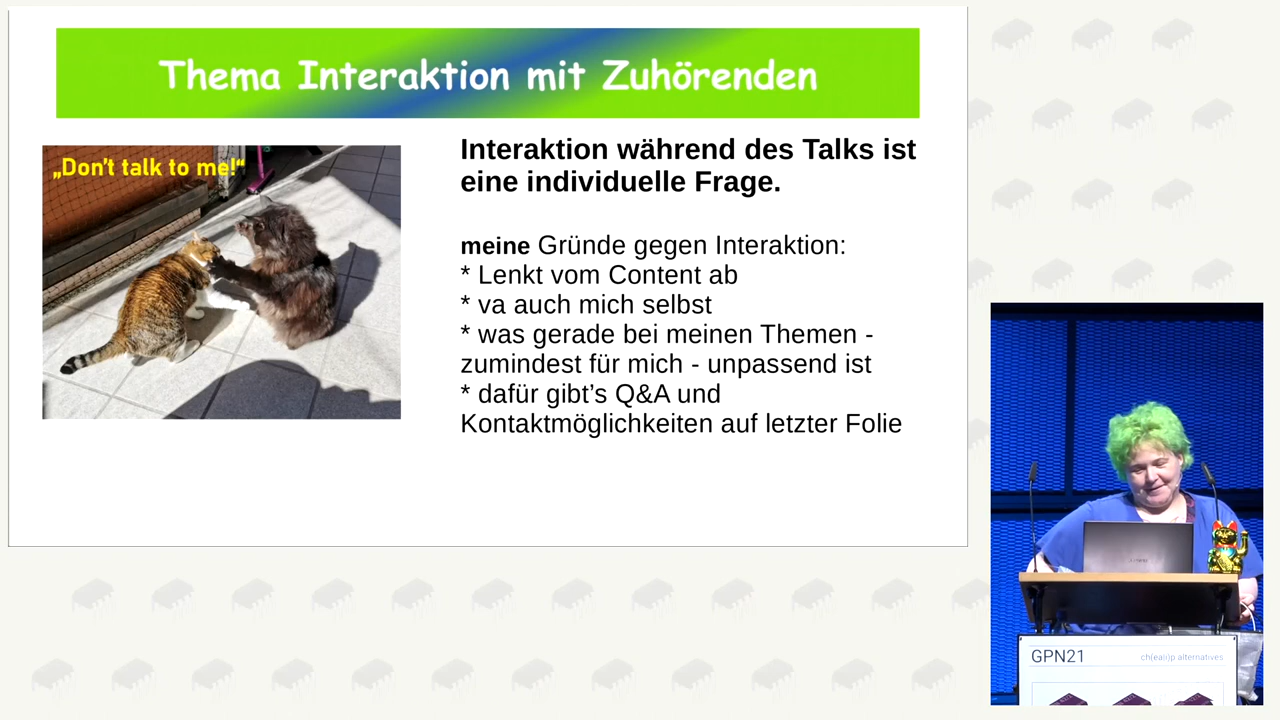 Thema Interaktion mit Zuhörenden
„Don't talk to me!“
Interaktion während des Talks ist
eine individuelle Frage.
meine Gründe gegen Interaktion:
* Lenkt vom Content ab
* va auch mich selbst
* was gerade bei meinen Themen -
zumindest für mich - unpassend ist
* dafür gibt’s Q&A und
Kontaktmöglichkeiten auf letzter Folie
GPN21
ch(eai)p alternatives